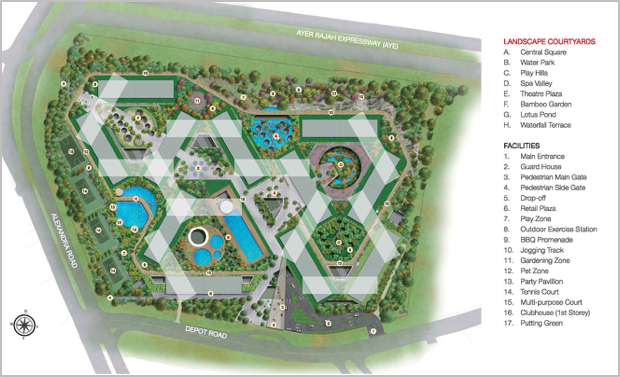 AYER RAJAH EXPRESSWAY (AYE)
ALEXANDRA ROAD
DEPOT ROAD
LANDSCAPE COURTYARDS
A. Central Square
B. Water Park
C. Play Hills
D. Spa Valley
E. Theatre Plaza
F. Bamboo Garden
G. Lotus Pond
H. Waterfall Terrace
FACILITIES
1. Main Entrance
2. Guard House
3. Pedestrian Main Gate
4. Pedestrian Side Gate
5. Drop-off
6. Retail Plaza
7. Play Zone
8. Outdoor Exercise Station
9. BBQ Promenade
10. Jogging Track
11. Gardening Zone
12. Pet Zone
13. Party Pavillion
14. Tennis Court
15. Multi-purpose Court
16. Clubhouse (1st Storey)
17. Putting Green